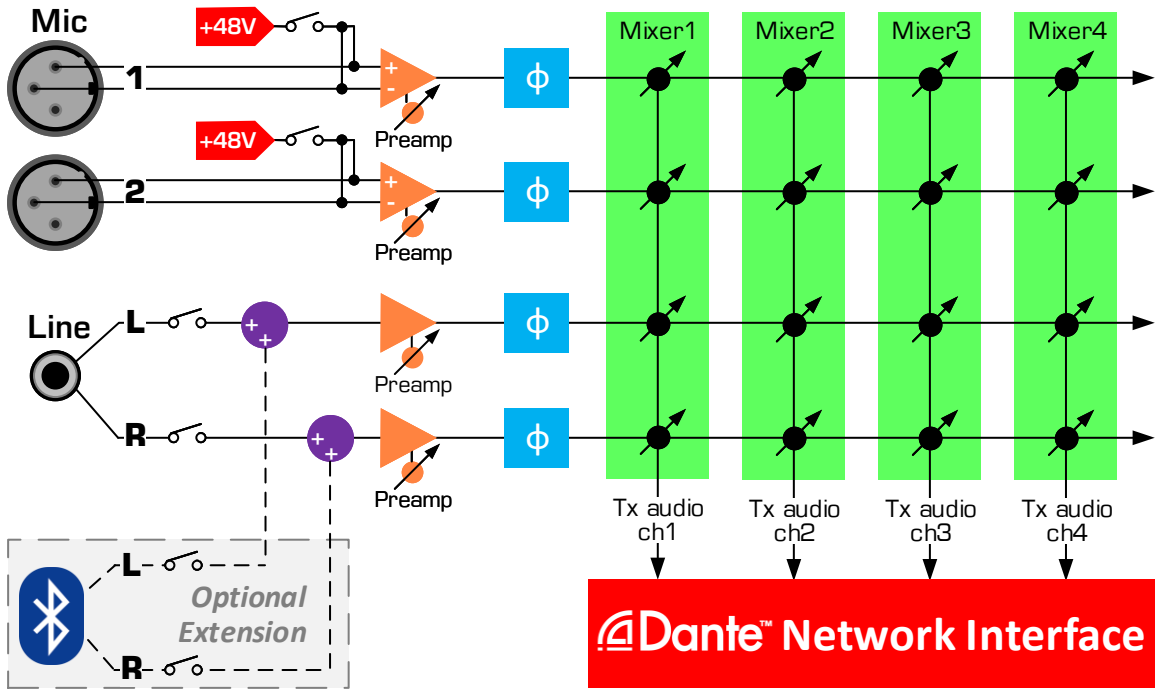 Mic
+48V
Mixer1 Mixer2 Mixer3 Mixer4
1
+
-
ϕ
Preamp
+48V
2
+
-
ϕ
Preamp
Line
L
+
+
ϕ
Preamp
R
+
+
ϕ
Preamp
Tx audio ch1
Tx audio ch2
Tx audio ch3
Tx audio ch4
L
Optional
Extension
R
Dante™ Network Interface